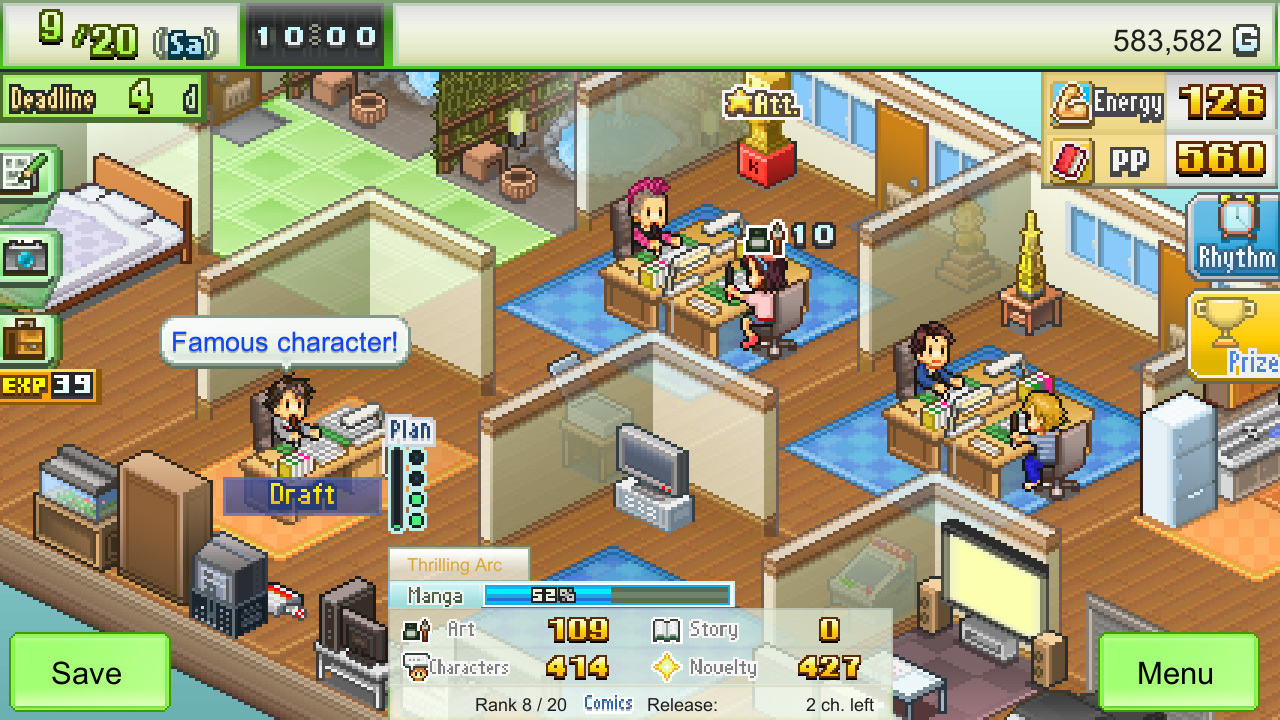 9/20 (Sa) 10:00 583,582 G
Deadline 4 d
Att.
Energy 126
PP 560
10
Rhythm
Famous character!
Prize
EXP 39
Plan
Draft
Thrilling Arc
Manga 52%
Art 109 Story 0
Characters 414 Novelty 427
Rank 8 / 20 Comics Release: 2 ch. left
Save
Menu